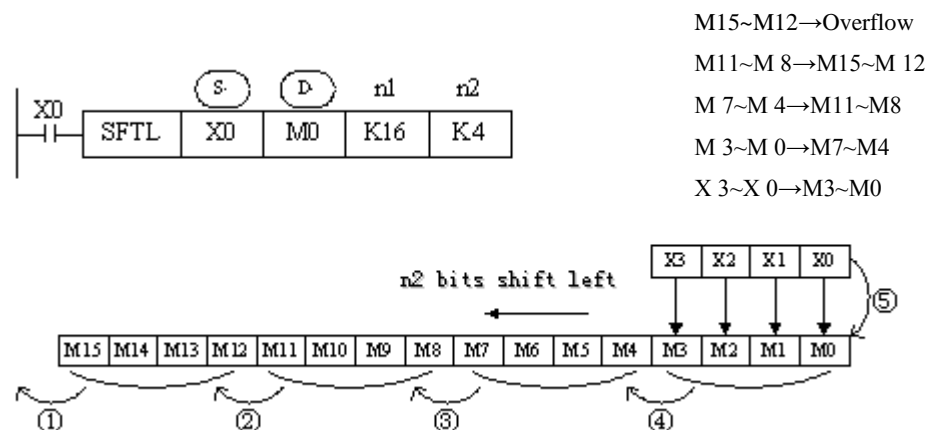 M15~M12→Overflow
M11~M 8→M15~M 12
M 7~M 4→M11~M8
M 3~M 0→M7~M4
X 3~X 0→M3~M0
S· D· n1 n2
X0
SFTL X0 M0 K16 K4
X3 X2 X1 X0
n2 bits shift left
⑤
M15 M14 M13 M12 M11 M10 M9 M8 M7 M6 M5 M4 M3 M2 M1 M0
① ② ③ ④